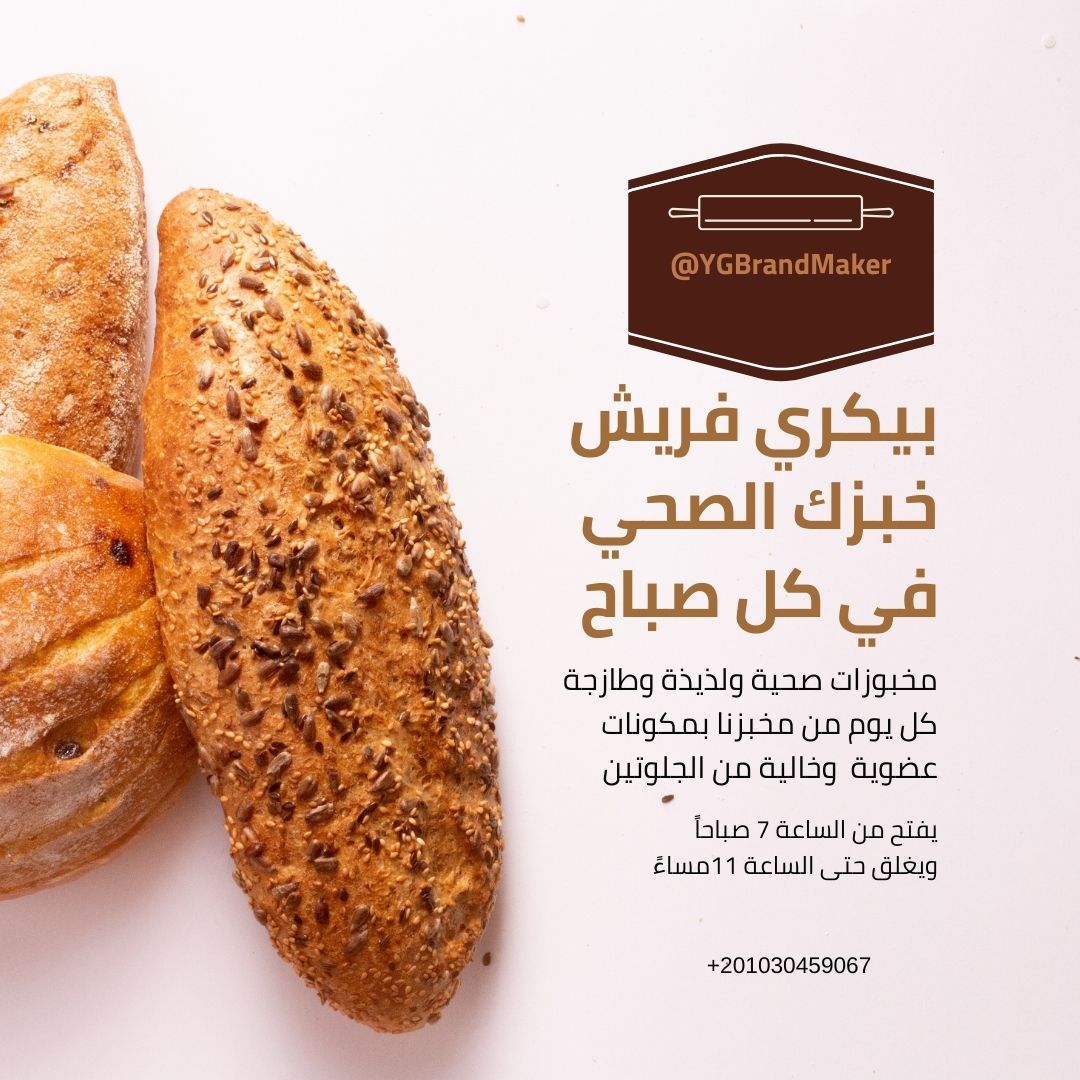 @YGBrandMaker
بيكري فريش
خبزك الصحي
في كل صباح
مخبوزات صحية ولذيذة وطازجة
كل يوم من مخبزنا بمكونات
عضوية وخالية من الجلوتين
يفتح من الساعة 7 صباحاً
ويغلق حتى الساعة 11مساءً
+201030459067